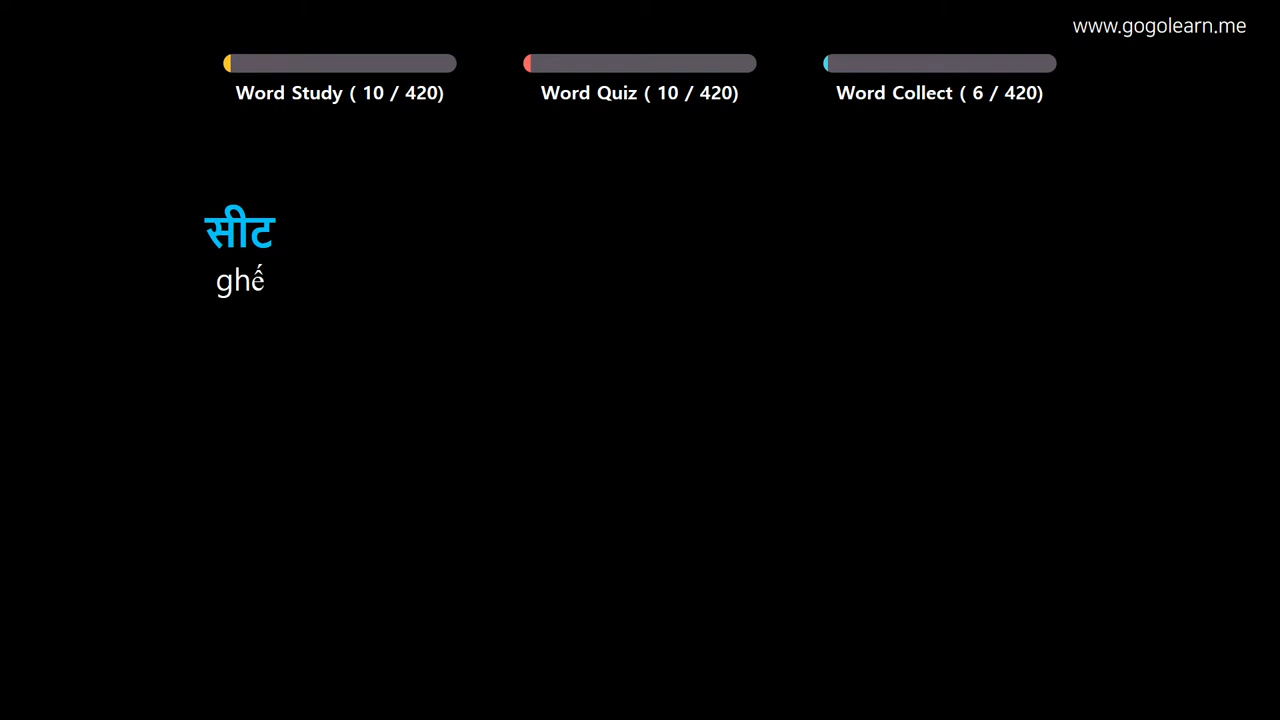 www.gogolearn.me
Word Study ( 10 / 420)
Word Quiz ( 10 / 420)
Word Collect ( 6 / 420)
सीट
ghế